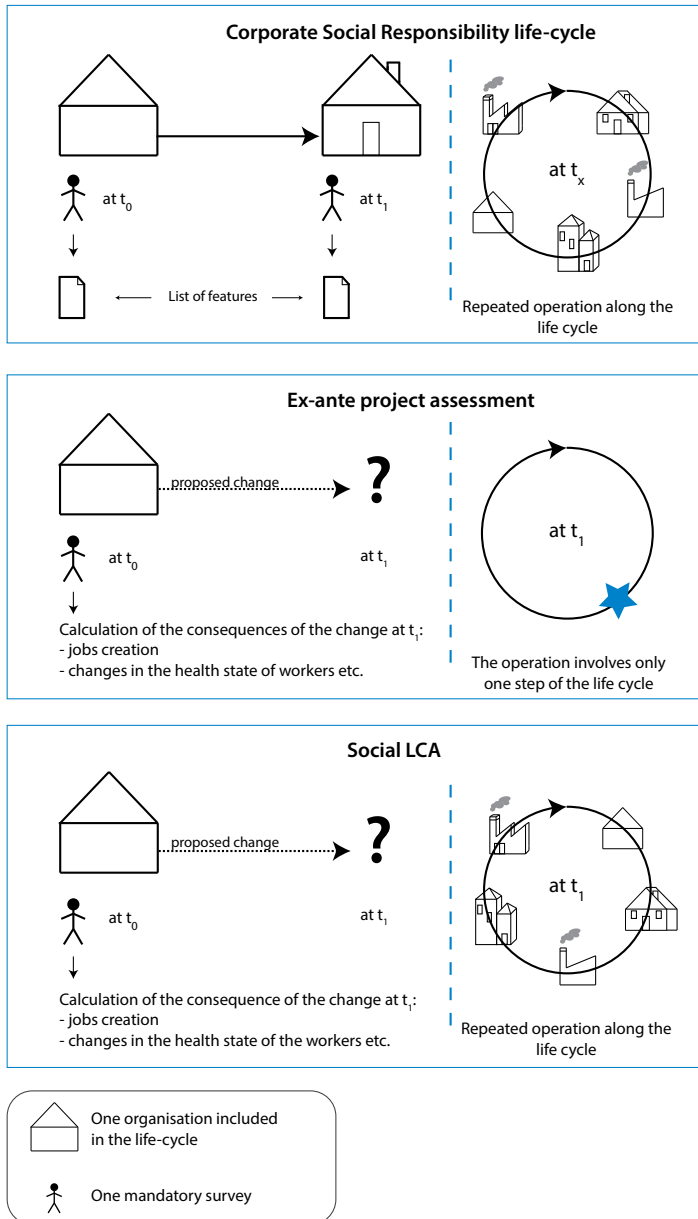 Corporate Social Responsibility life-cycle
at t₀
at t₁
List of features
at tₓ
Repeated operation along the
life cycle
Ex-ante project assessment
proposed change
?
at t₀
at t₁
Calculation of the consequences of the change at t₁:
- jobs creation
- changes in the health state of workers etc.
at t₁
The operation involves only
one step of the life cycle
Social LCA
proposed change
?
at t₀
at t₁
Calculation of the consequence of the change at t₁:
- jobs creation
- changes in the health state of the workers etc.
at t₁
Repeated operation along the
life cycle
One organisation included
in the life-cycle
One mandatory survey